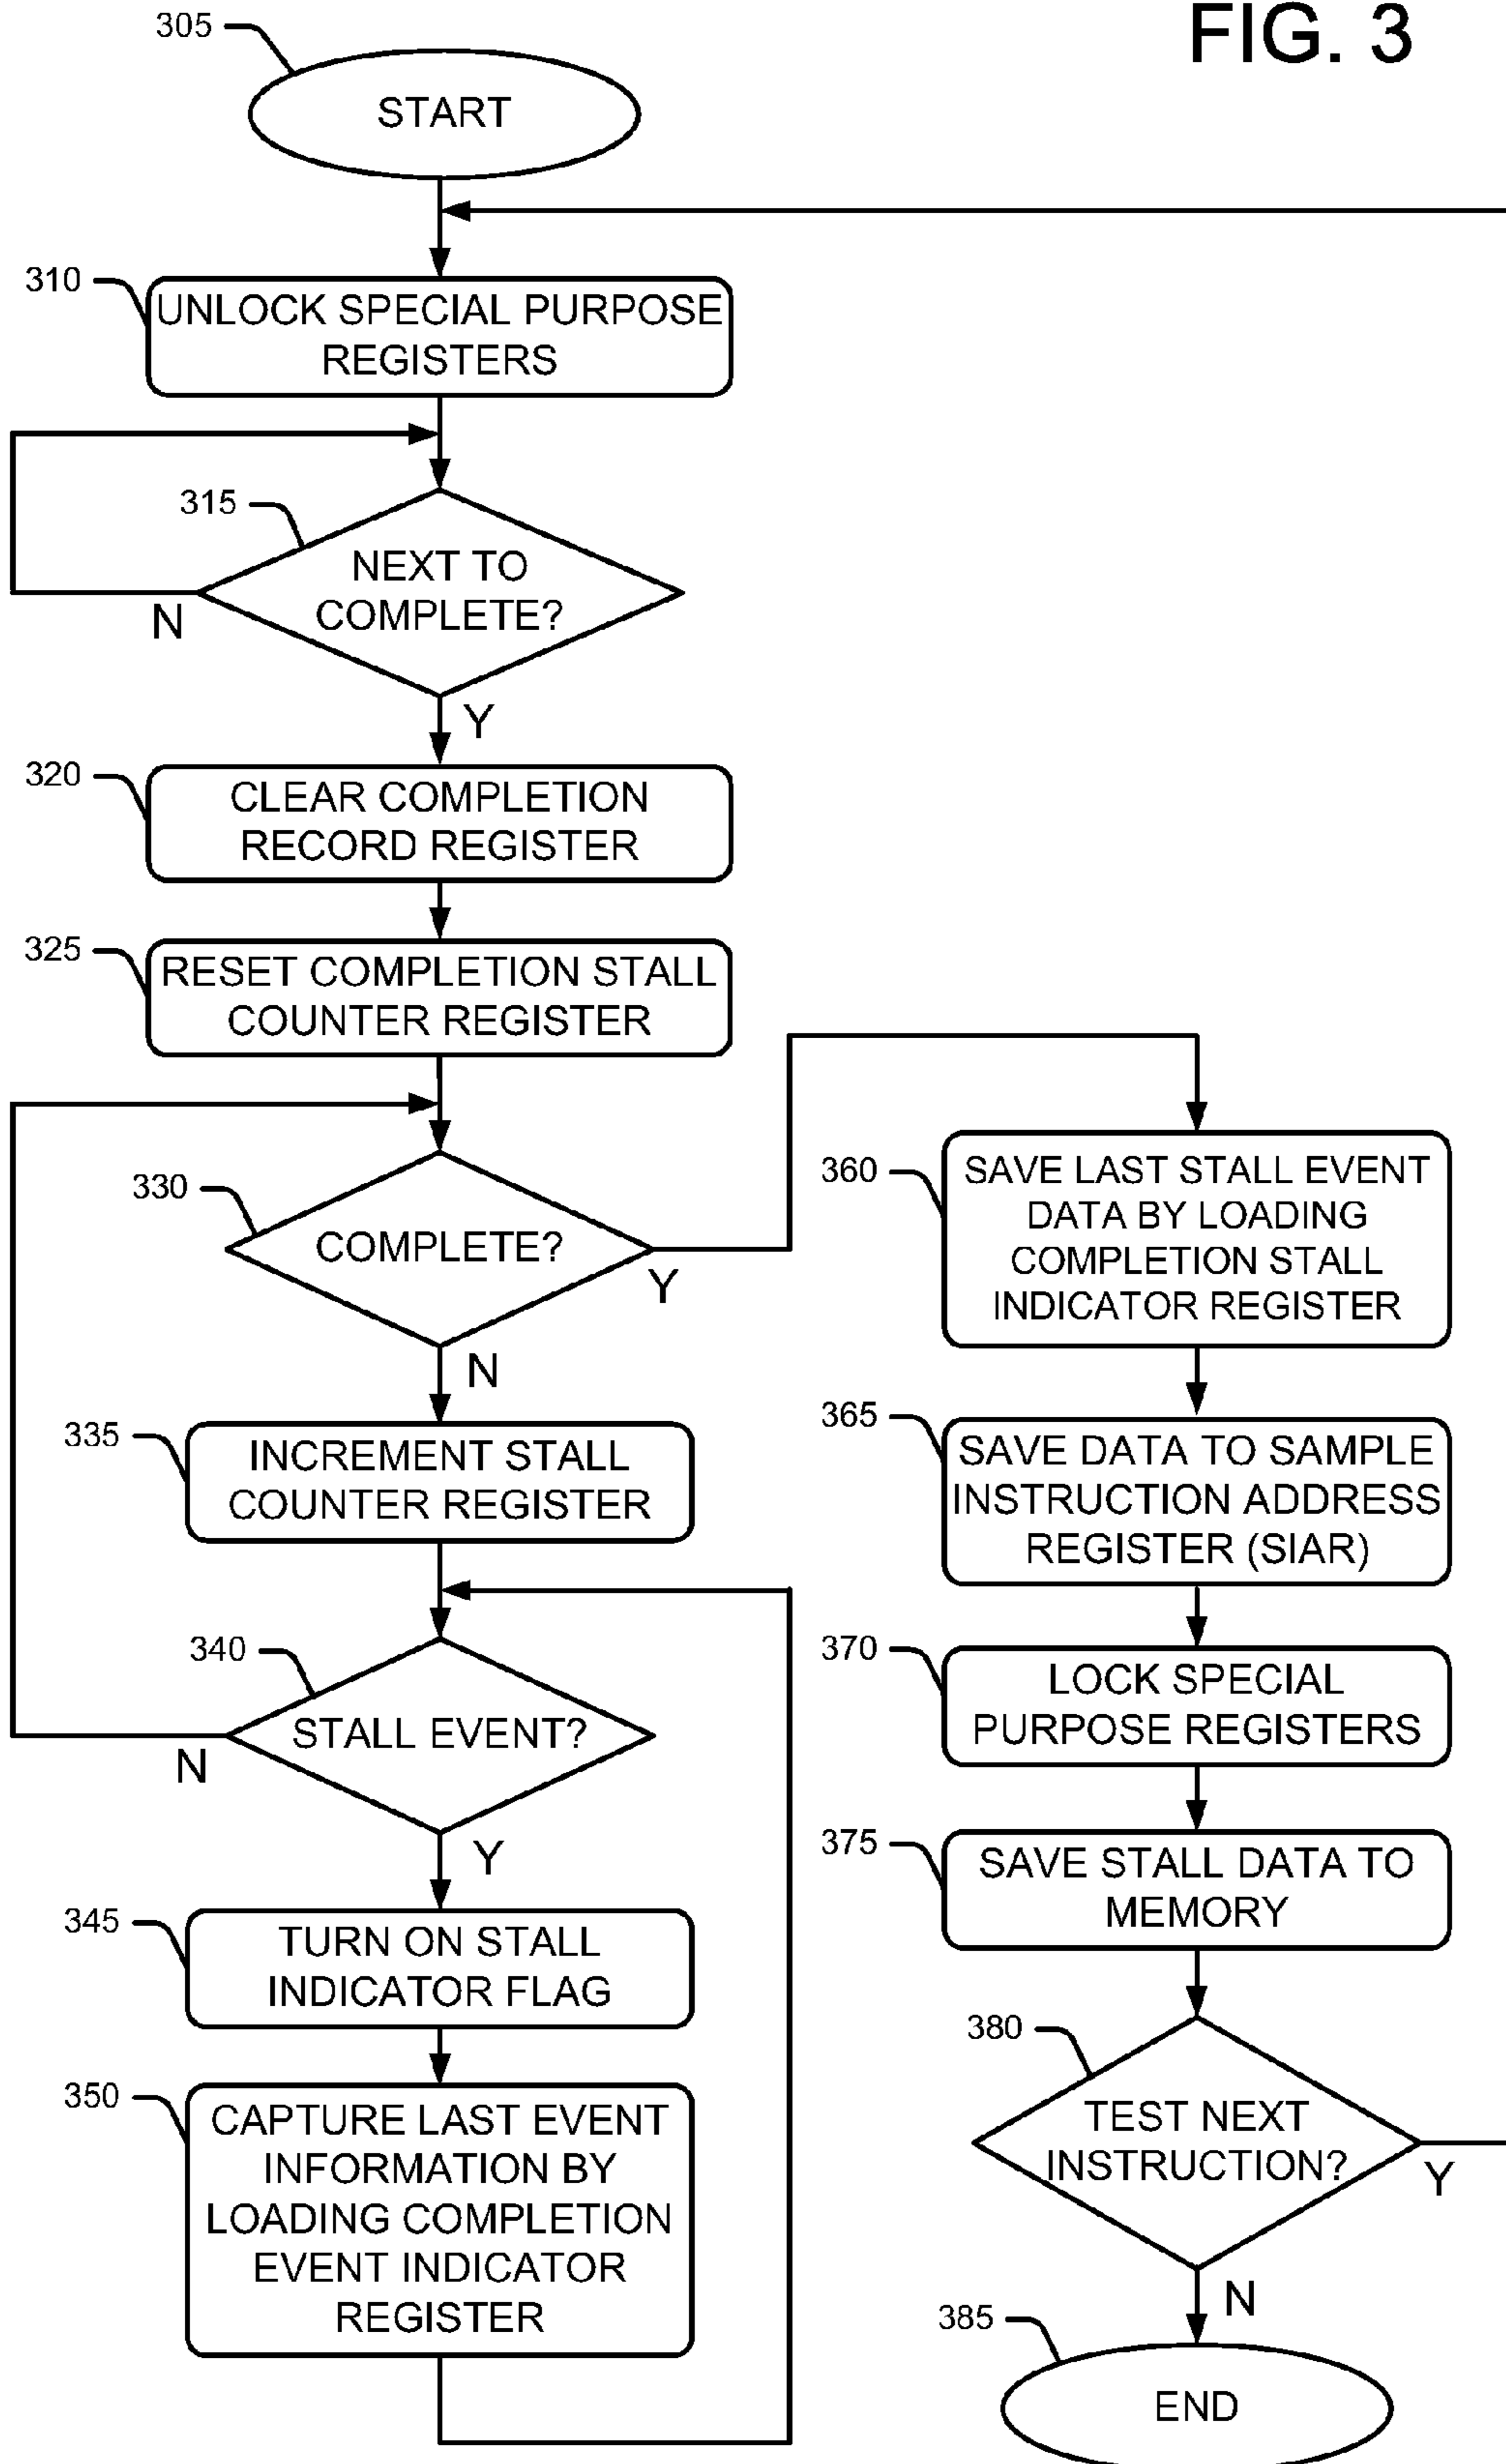 FIG. 3
305
START
310
UNLOCK SPECIAL PURPOSE
REGISTERS
315
NEXT TO
COMPLETE?
N
Y
320
CLEAR COMPLETION
RECORD REGISTER
325
RESET COMPLETION STALL
COUNTER REGISTER
330
COMPLETE?
Y
N
335
INCREMENT STALL
COUNTER REGISTER
340
STALL EVENT?
N
Y
345
TURN ON STALL
INDICATOR FLAG
350
CAPTURE LAST EVENT
INFORMATION BY
LOADING COMPLETION
EVENT INDICATOR
REGISTER
360
SAVE LAST STALL EVENT
DATA BY LOADING
COMPLETION STALL
INDICATOR REGISTER
365
SAVE DATA TO SAMPLE
INSTRUCTION ADDRESS
REGISTER (SIAR)
370
LOCK SPECIAL
PURPOSE REGISTERS
375
SAVE STALL DATA TO
MEMORY
380
TEST NEXT
INSTRUCTION?
Y
N
385
END